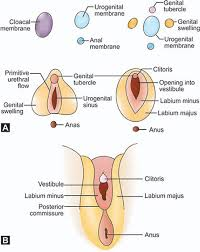 Cloacal
membrane
Urogenital
membrane
Anal
membrane
Genital
tubercle
Genital
swelling
Urogenital
membrane
Primitive
urethral flow
Genital
tubercle
Genital
swelling
Urogenital
sinus
Anus
Clitoris
Opening into
vestibule
Labium minus
Labium majus
Anus
A
Vestibule
Labium minus
Posterior
commissure
Clitoris
Labium majus
Anus
B